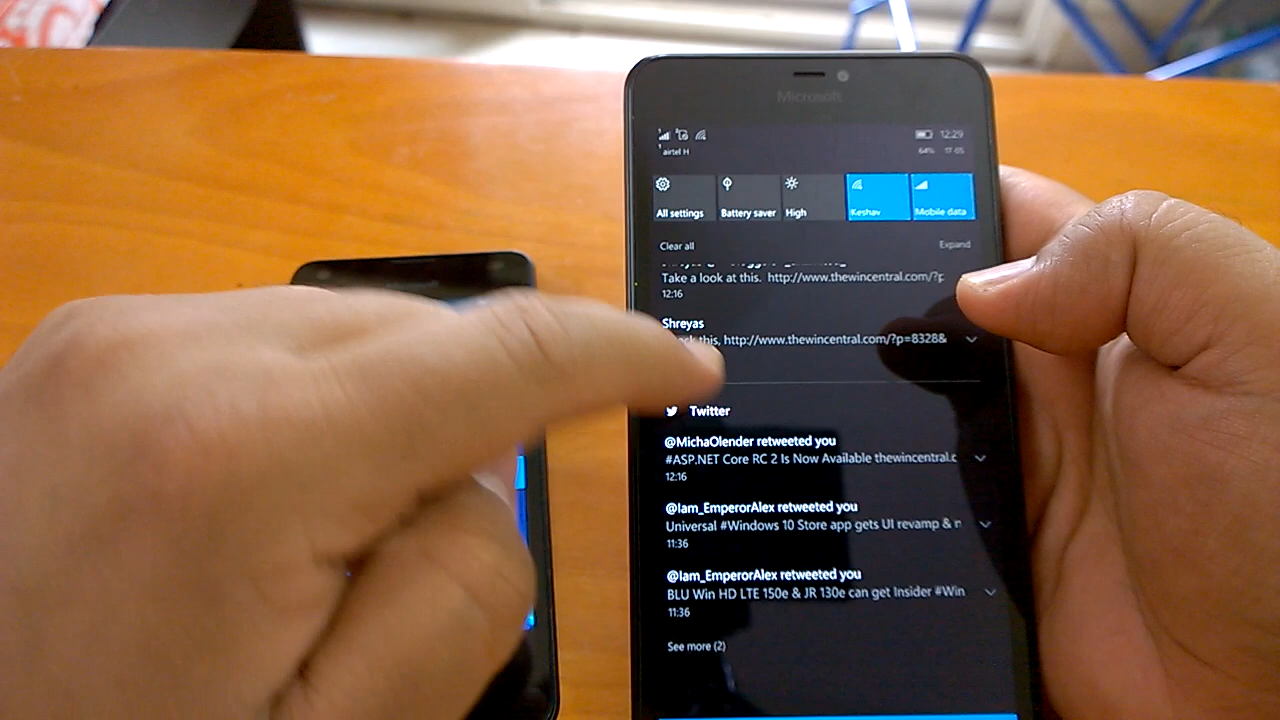 Microsoft
12:29
airtel H
64% 17-05
All settings
Battery saver
High
Keshav
Mobile data
Clear all
Expand
Take a look at this. http://www.thewincentral.com/?p
12:16
Shreyas
this, http://www.thewincentral.com/?p=8328&
Twitter
@MichaOlender retweeted you
#ASP.NET Core RC 2 Is Now Available thewincentral.c
12:16
@Iam_EmperorAlex retweeted you
Universal #Windows 10 Store app gets UI revamp & n
11:36
@Iam_EmperorAlex retweeted you
BLU Win HD LTE 150e & JR 130e can get Insider #Win
11:36
See more (2)